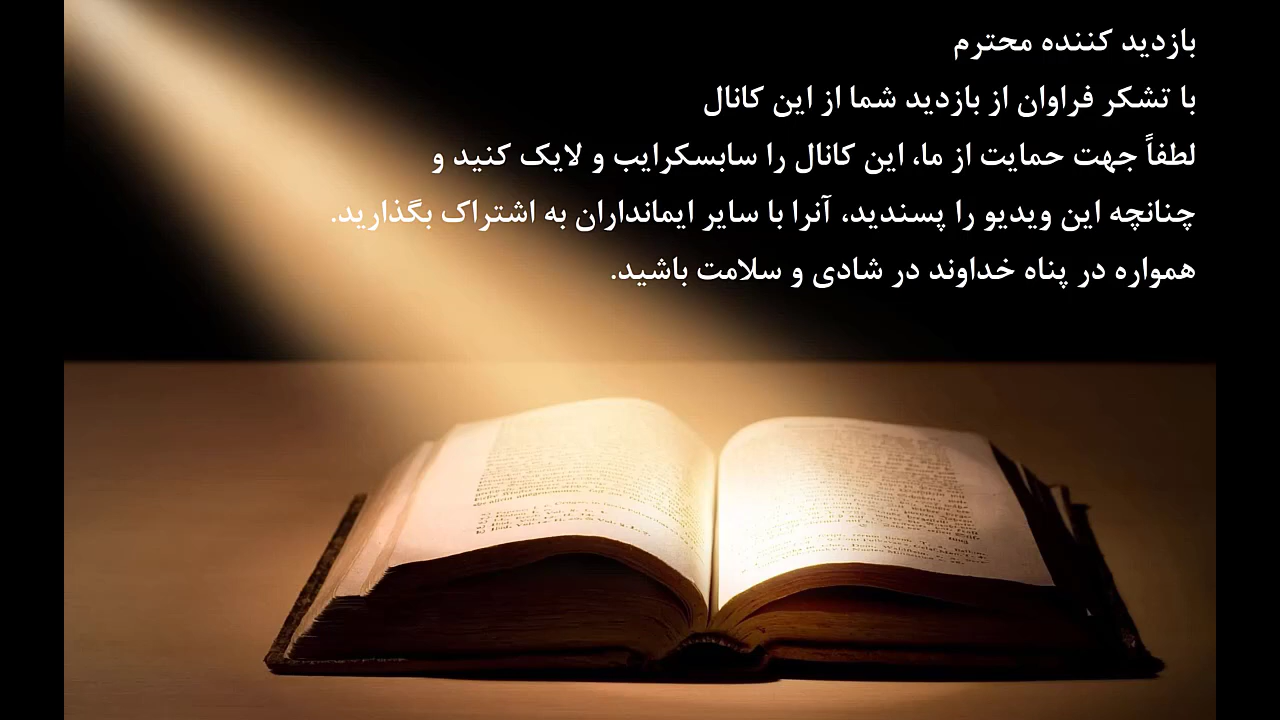 بازدید کننده محترم
با تشکر فراوان از بازدید شما از این کانال
لطفاً جهت حمایت از ما، این کانال را سابسکرایب و لایک کنید و
چنانچه این ویدیو را پسندید، آنرا با سایر ایمانداران به اشتراک بگذارید.
همواره در پناه خداوند در شادی و سلامت باشید.